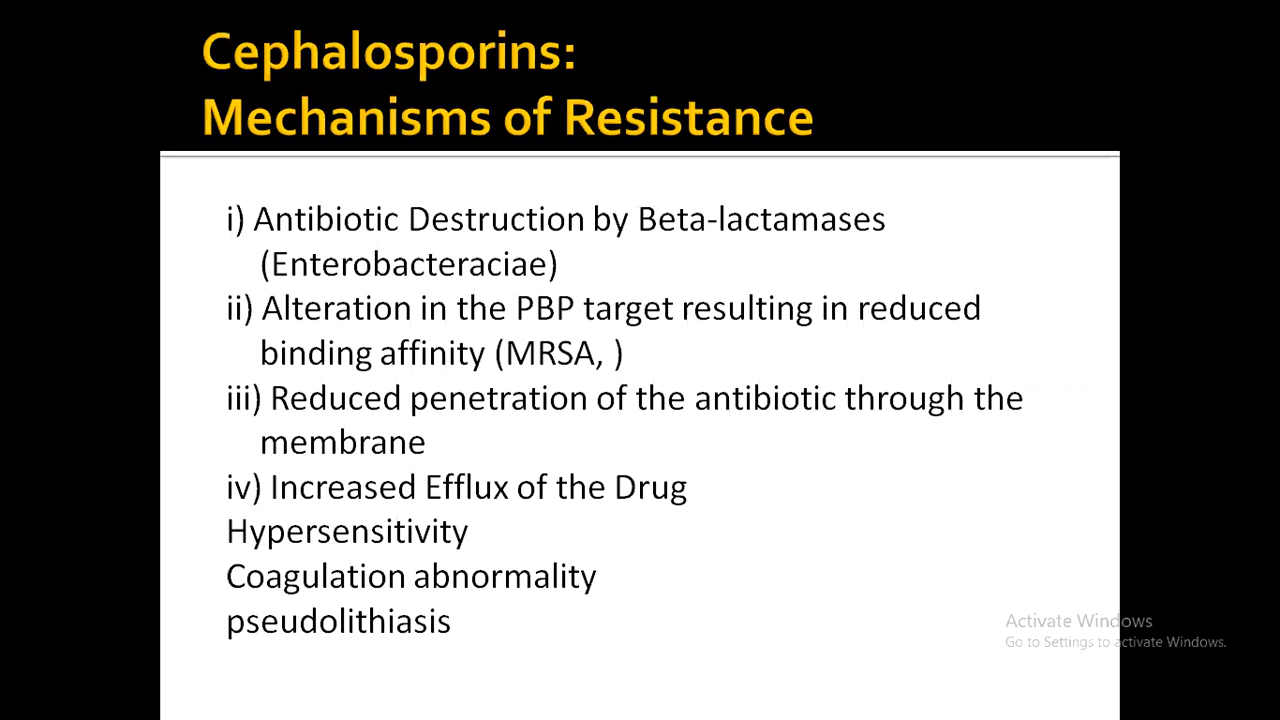 Cephalosporins:
Mechanisms of Resistance
i) Antibiotic Destruction by Beta-lactamases
(Enterobacteraciae)
ii) Alteration in the PBP target resulting in reduced
binding affinity (MRSA, )
iii) Reduced penetration of the antibiotic through the
membrane
iv) Increased Efflux of the Drug
Hypersensitivity
Coagulation abnormality
pseudolithiasis
Activate Windows
Go to Settings to activate Windows.